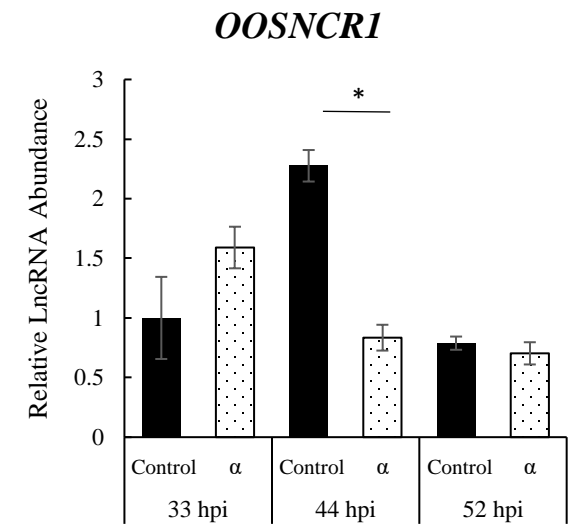 OOSNCR1
*
Relative LncRNA Abundance
3
2.5
2
1.5
1
0.5
0
Control α Control α Control α
33 hpi 44 hpi 52 hpi